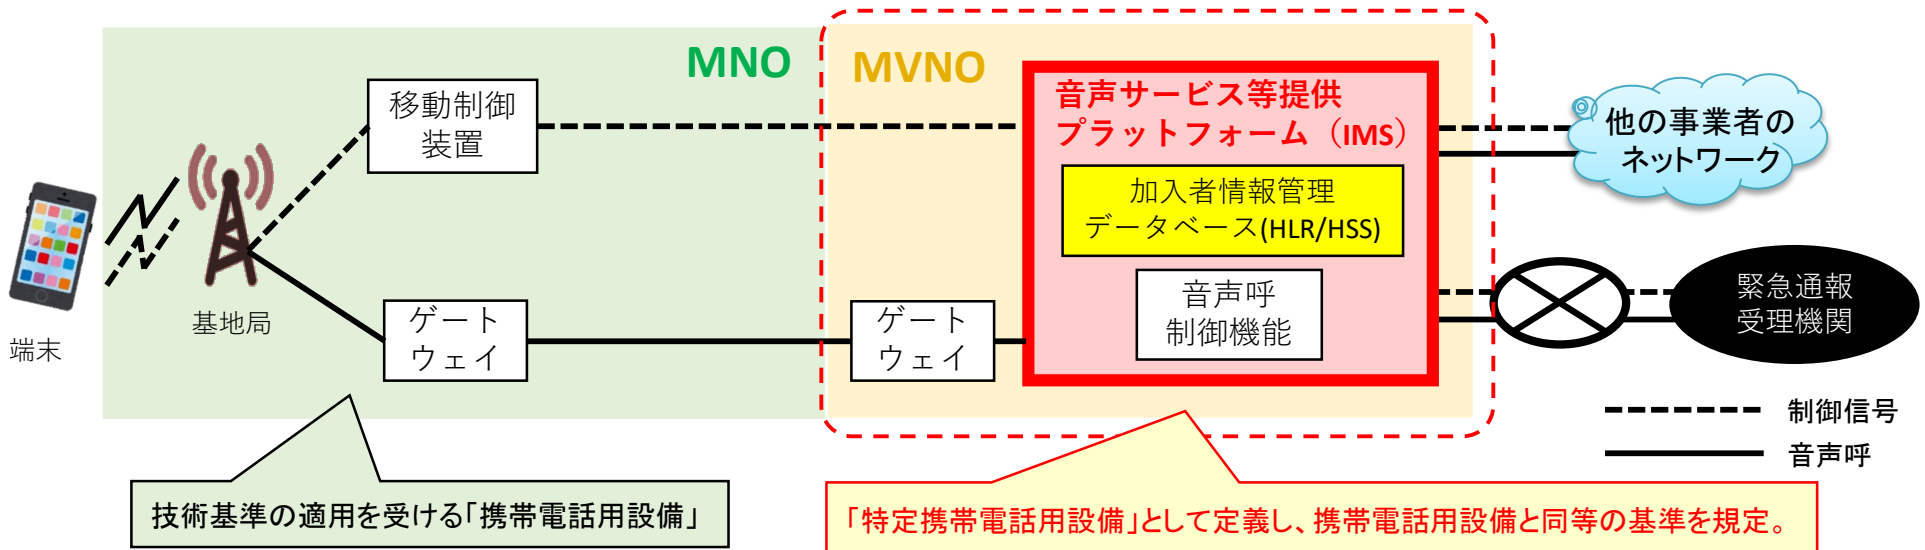 MNO
MVNO
移動制御
装置
音声サービス等提供
プラットフォーム（IMS）
加入者情報管理
データベース(HLR/HSS)
音声呼
制御機能
他の事業者の
ネットワーク
基地局
端末
ゲート
ウェイ
ゲート
ウェイ
緊急通報
受理機関
制御信号
音声呼
技術基準の適用を受ける「携帯電話用設備」
「特定携帯電話用設備」として定義し、携帯電話用設備と同等の基準を規定。